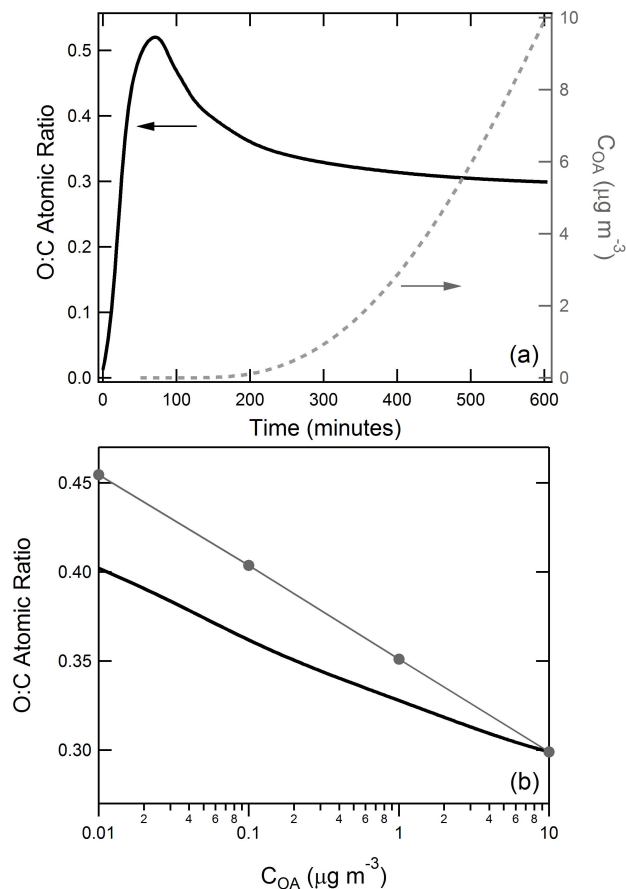 0.5
0.4
0.3
0.2
0.1
0.0
O:C Atomic Ratio
10
8
6
4
2
0
C_OA (µg m⁻³)
(a)
0 100 200 300 400 500 600
Time (minutes)
0.45
0.40
0.35
0.30
O:C Atomic Ratio
(b)
2 4 6 8 2 4 6 8 2 4 6 8
0.01 0.1 1 10
C_OA (µg m⁻³)